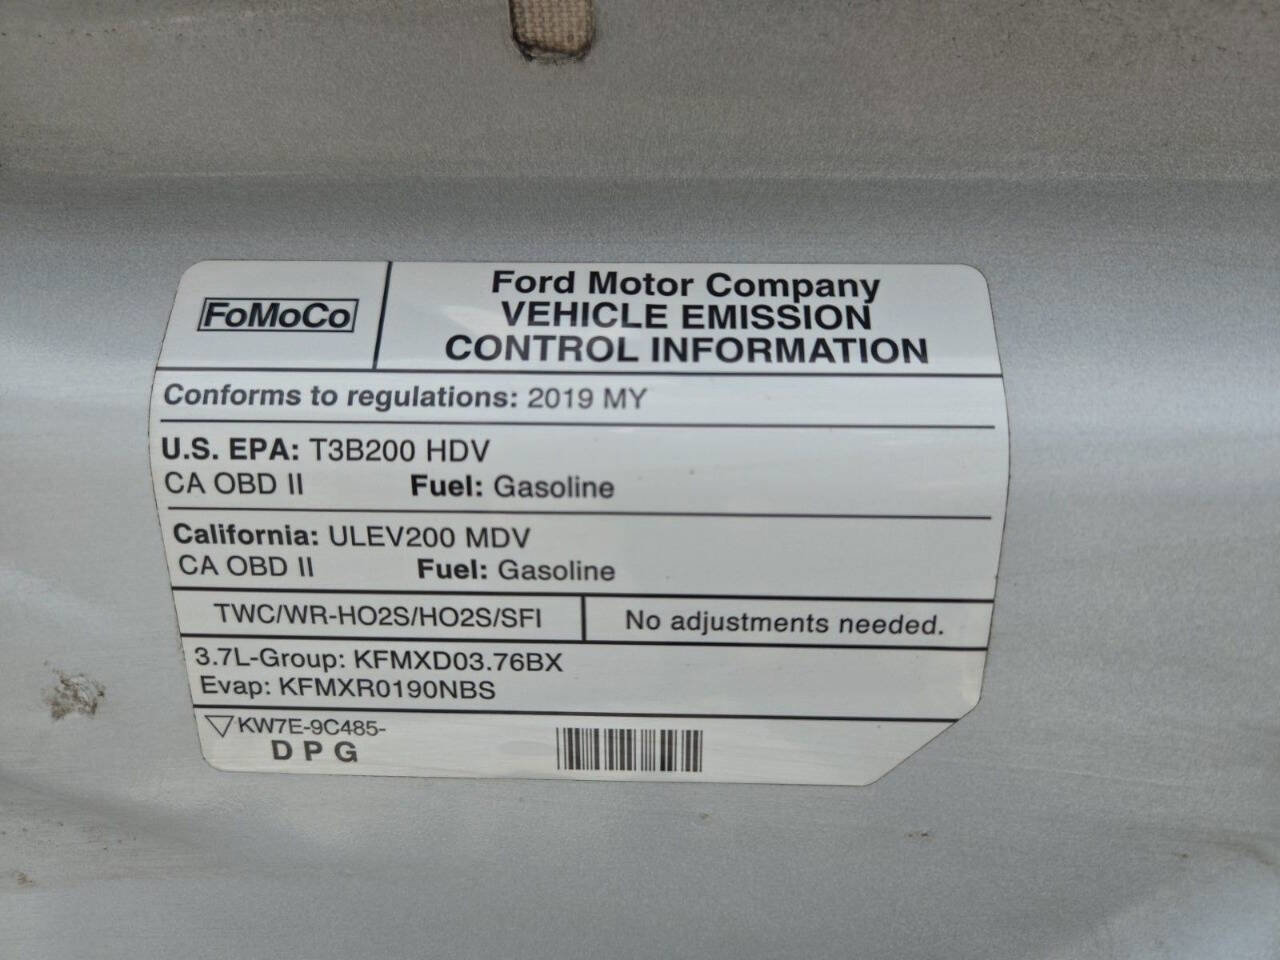 FoMoCo
Ford Motor Company
VEHICLE EMISSION
CONTROL INFORMATION
Conforms to regulations: 2019 MY
U.S. EPA: T3B200 HDV
CA OBD II Fuel: Gasoline
California: ULEV200 MDV
CA OBD II Fuel: Gasoline
TWC/WR-HO2S/HO2S/SFI No adjustments needed.
3.7L-Group: KFMXD03.76BX
Evap: KFMXR0190NBS
KW7E-9C485-
D P G